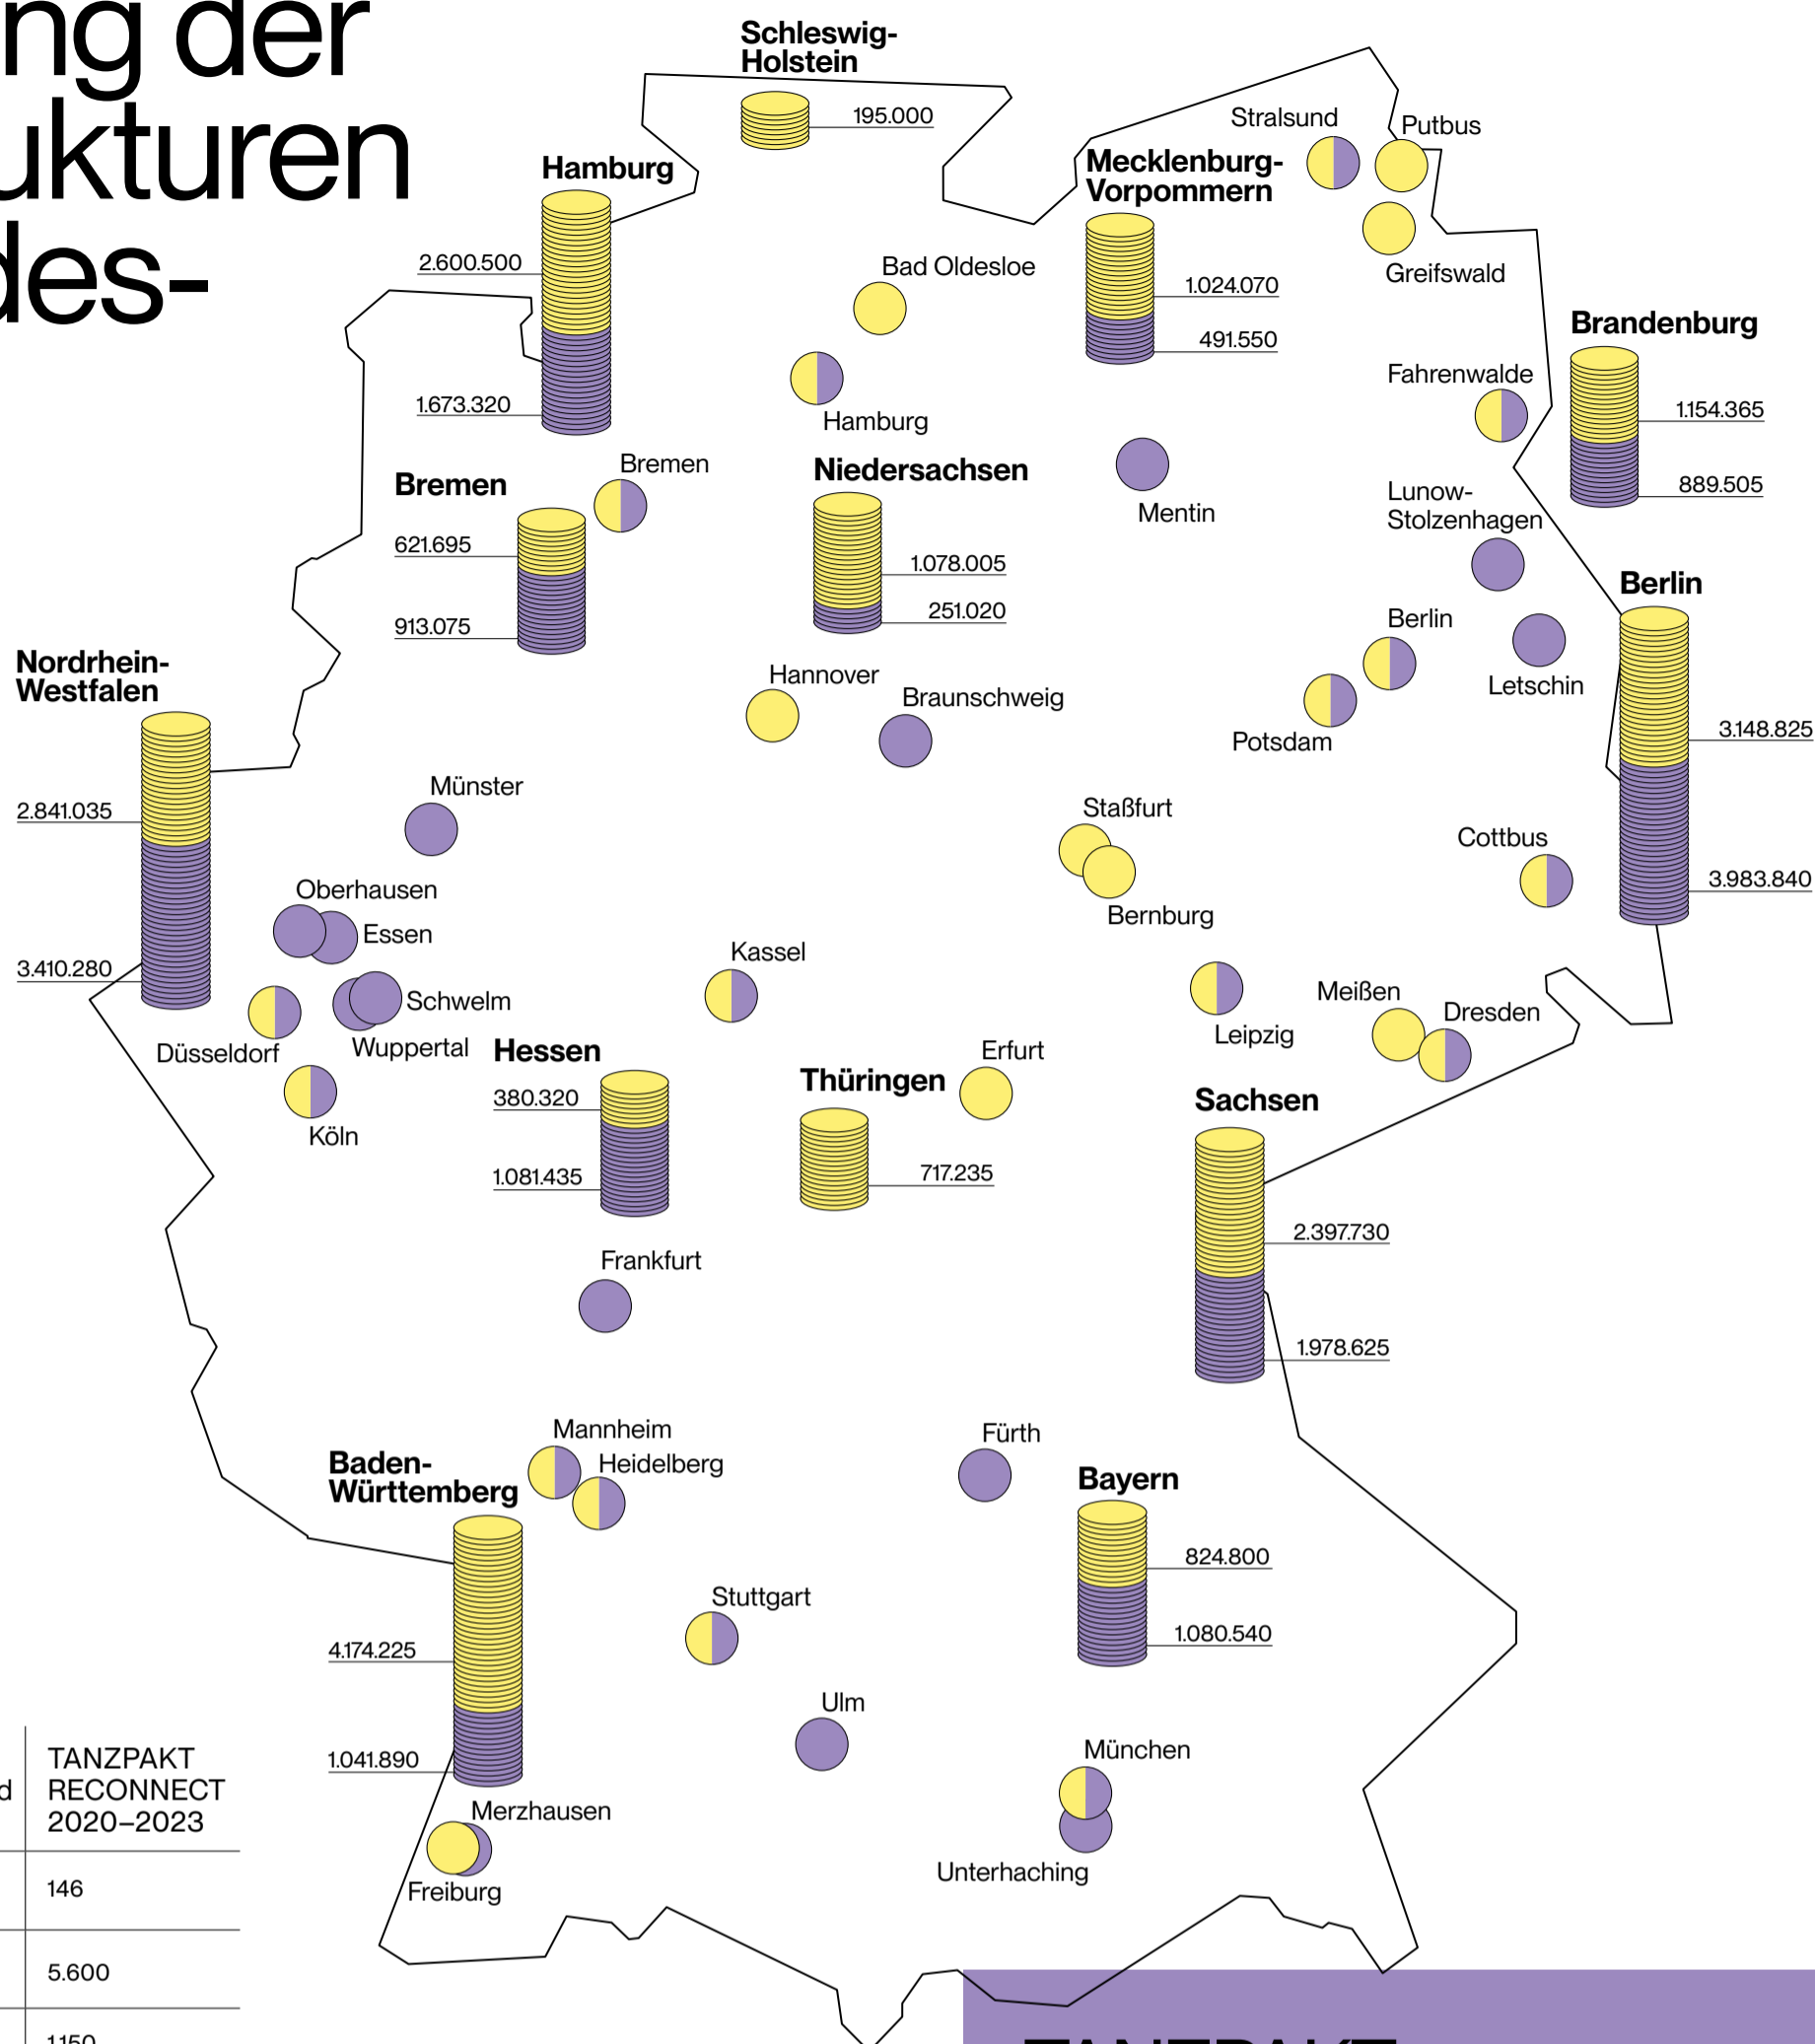 ng der
ukturen
des-
Schleswig-
Holstein
195.000
Hamburg
2.600.500
1.673.320
Mecklenburg-
Vorpommern
1.024.070
491.550
Stralsund
Putbus
Greifswald
Bad Oldesloe
Hamburg
Brandenburg
1.154.365
889.505
Fahrenwalde
Bremen
621.695
913.075
Bremen
Niedersachsen
1.078.005
251.020
Mentin
Lunow-
Stolzenhagen
Berlin
3.148.825
3.983.840
Berlin
Letschin
Potsdam
Nordrhein-
Westfalen
2.841.035
3.410.280
Hannover
Braunschweig
Münster
Staßfurt
Bernburg
Cottbus
Oberhausen
Essen
Schwelm
Wuppertal
Düsseldorf
Köln
Kassel
Leipzig
Meißen
Dresden
Hessen
380.320
1.081.435
Thüringen
717.235
Erfurt
Sachsen
2.397.730
1.978.625
Frankfurt
Mannheim
Heidelberg
Baden-
Württemberg
4.174.225
1.041.890
Fürth
Bayern
824.800
1.080.540
Stuttgart
Ulm
München
Unterhaching
Merzhausen
Freiburg
d
TANZPAKT
RECONNECT
2020–2023
146
5.600
1.150
TANZPAKT